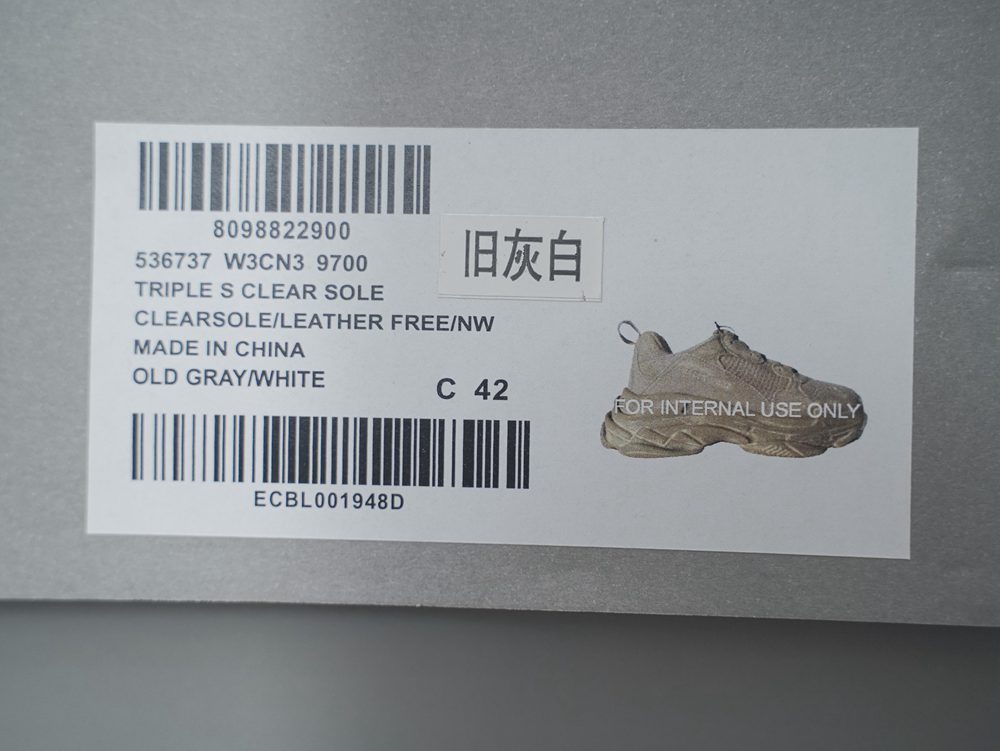 8098822900
旧灰白
536737 W3CN3 9700
TRIPLE S CLEAR SOLE
CLEARSOLE/LEATHER FREE/NW
MADE IN CHINA
OLD GRAY/WHITE
C 42
FOR INTERNAL USE ONLY
ECBL001948D